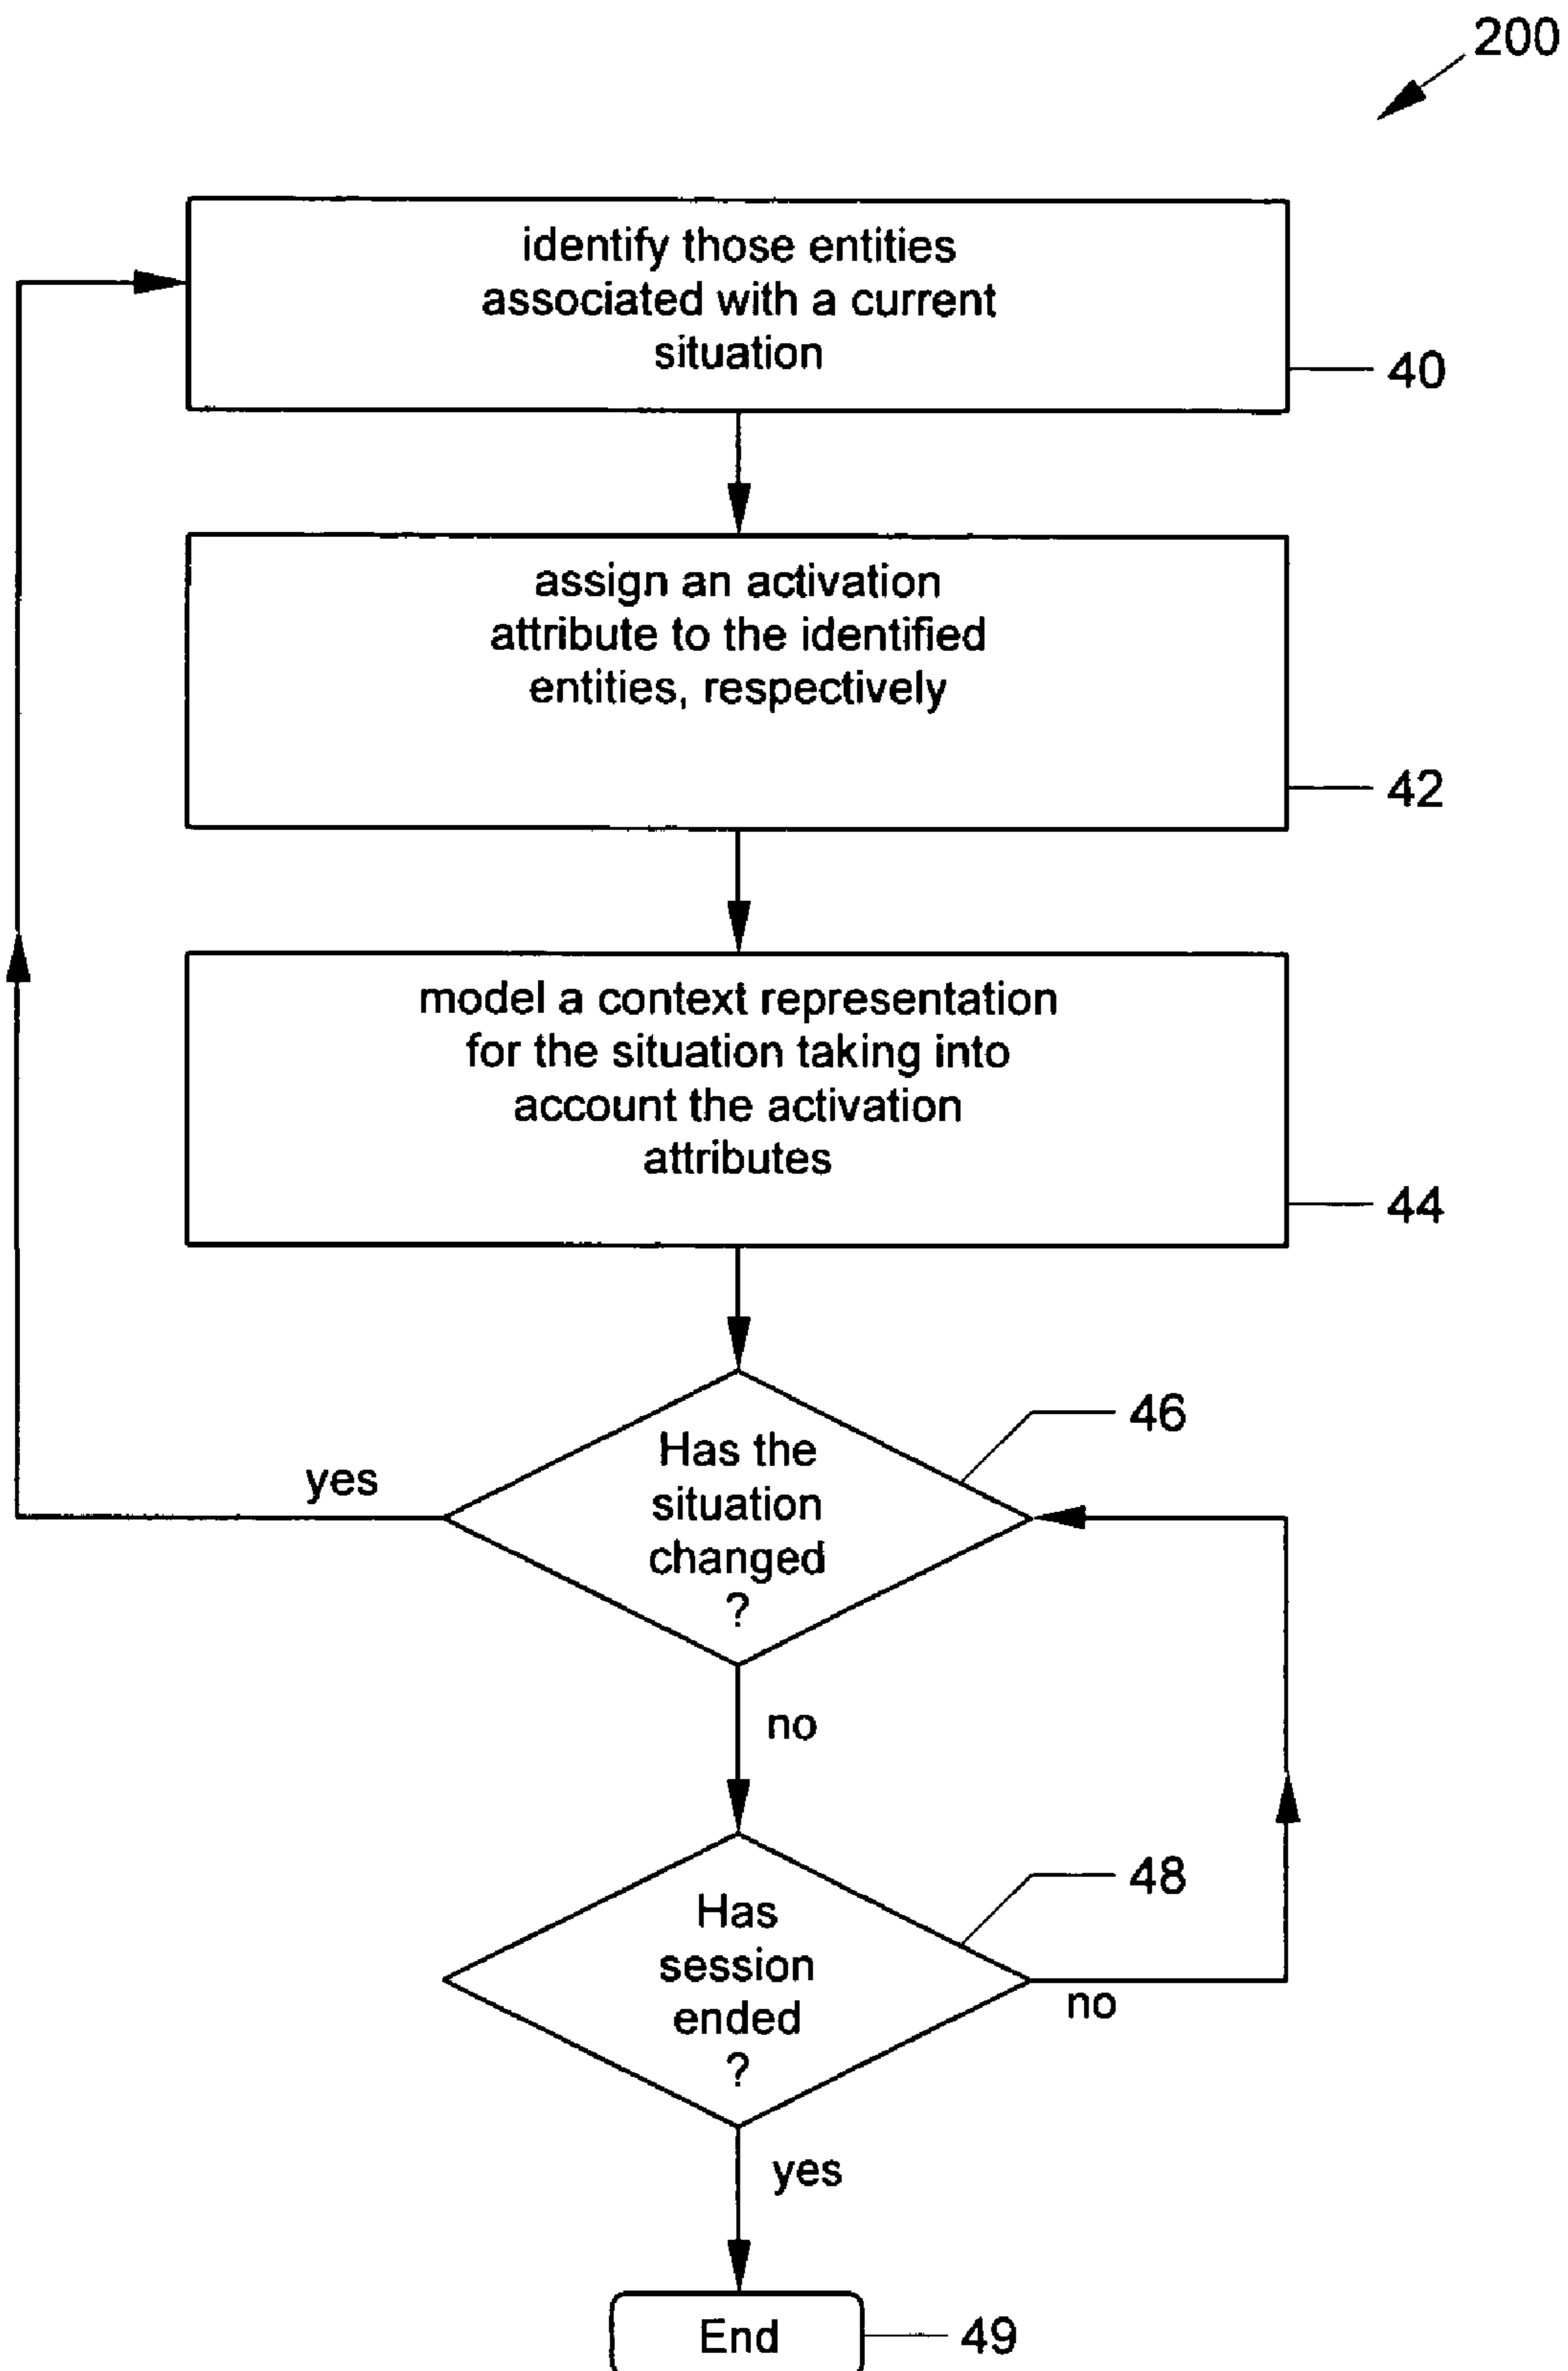 200
identify those entities
associated with a current
situation
40
assign an activation
attribute to the identified
entities, respectively
42
model a context representation
for the situation taking into
account the activation
attributes
44
46
Has the
situation
changed
?
yes
no
48
Has
session
ended
?
no
yes
End
49